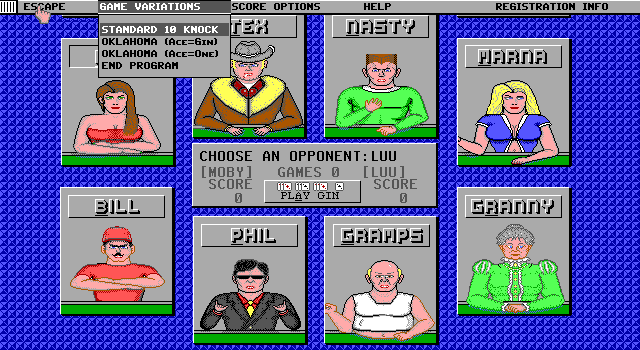 ESCAPE GAME VARIATIONS SCORE OPTIONS HELP REGISTRATION INFO
STANDARD 10 KNOCK
OKLAHOMA (Ace=Gin)
OKLAHOMA (Ace=One)
END PROGRAM
TEX
NASTY
MARNA
CHOOSE AN OPPONENT:LUU
[MOBY] GAMES 0 [LUU]
SCORE SCORE
0 PLAY GIN 0
BILL
PHIL
GRAMPS
GRANNY